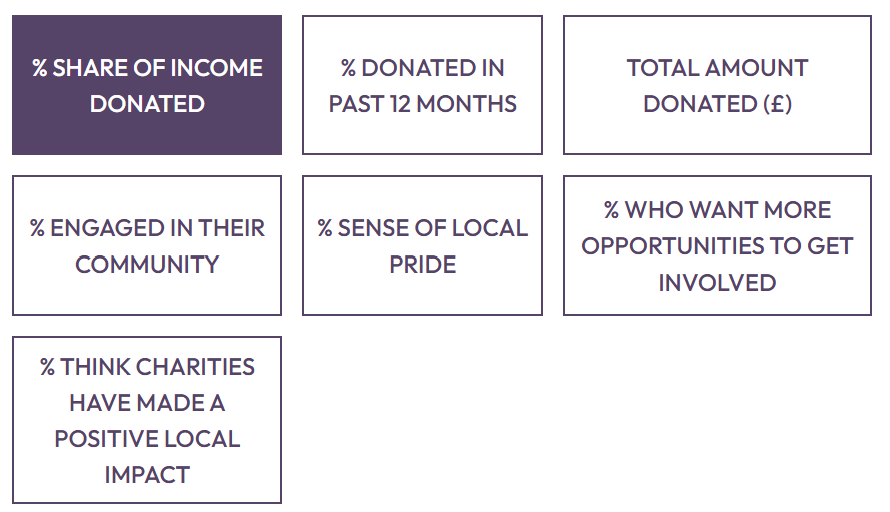 % SHARE OF INCOME
DONATED
% DONATED IN
PAST 12 MONTHS
TOTAL AMOUNT
DONATED (£)
% ENGAGED IN THEIR
COMMUNITY
% SENSE OF LOCAL
PRIDE
% WHO WANT MORE
OPPORTUNITIES TO GET
INVOLVED
% THINK CHARITIES
HAVE MADE A
POSITIVE LOCAL
IMPACT